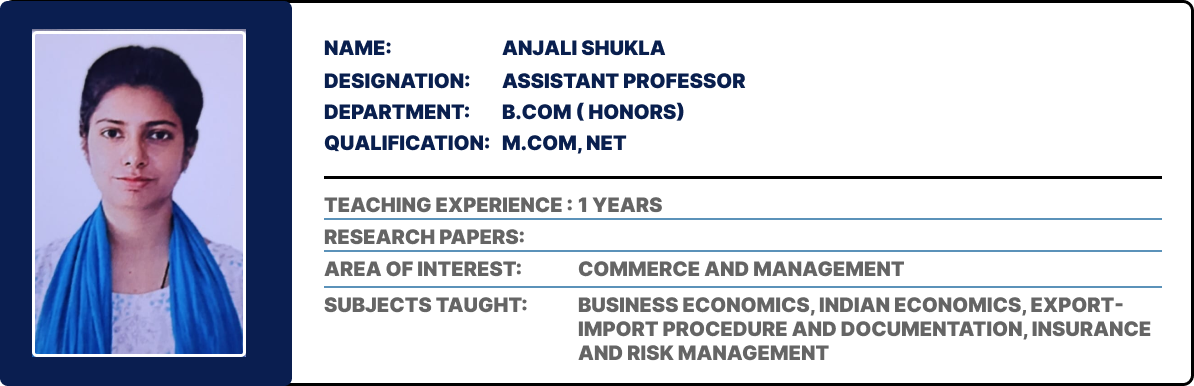 NAME: ANJALI SHUKLA
DESIGNATION: ASSISTANT PROFESSOR
DEPARTMENT: B.COM ( HONORS)
QUALIFICATION: M.COM, NET
TEACHING EXPERIENCE : 1 YEARS
RESEARCH PAPERS:
AREA OF INTEREST: COMMERCE AND MANAGEMENT
SUBJECTS TAUGHT: BUSINESS ECONOMICS, INDIAN ECONOMICS, EXPORT-
IMPORT PROCEDURE AND DOCUMENTATION, INSURANCE
AND RISK MANAGEMENT